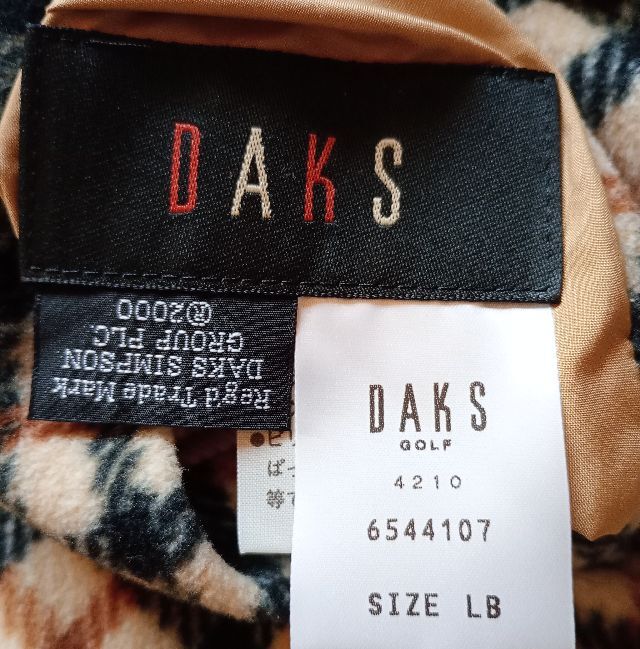 DAKS
Reg'd Trade Mark
DAKS SIMPSON
GROUP PLC.
®2000
DAKS
GOLF
4210
6544107
SIZE LB